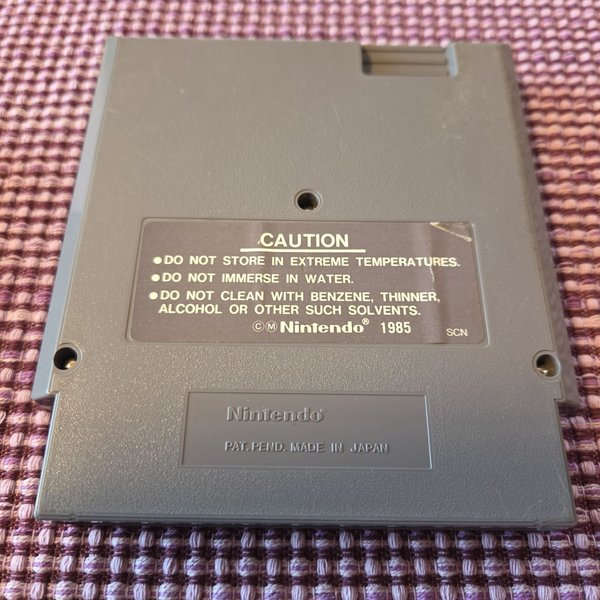 CAUTION
●DO NOT STORE IN EXTREME TEMPERATURES.
●DO NOT IMMERSE IN WATER.
●DO NOT CLEAN WITH BENZENE, THINNER,
ALCOHOL OR OTHER SUCH SOLVENTS.
©Ⓜ Nintendo® 1985 SCN
Nintendo®
PAT. PEND. MADE IN JAPAN